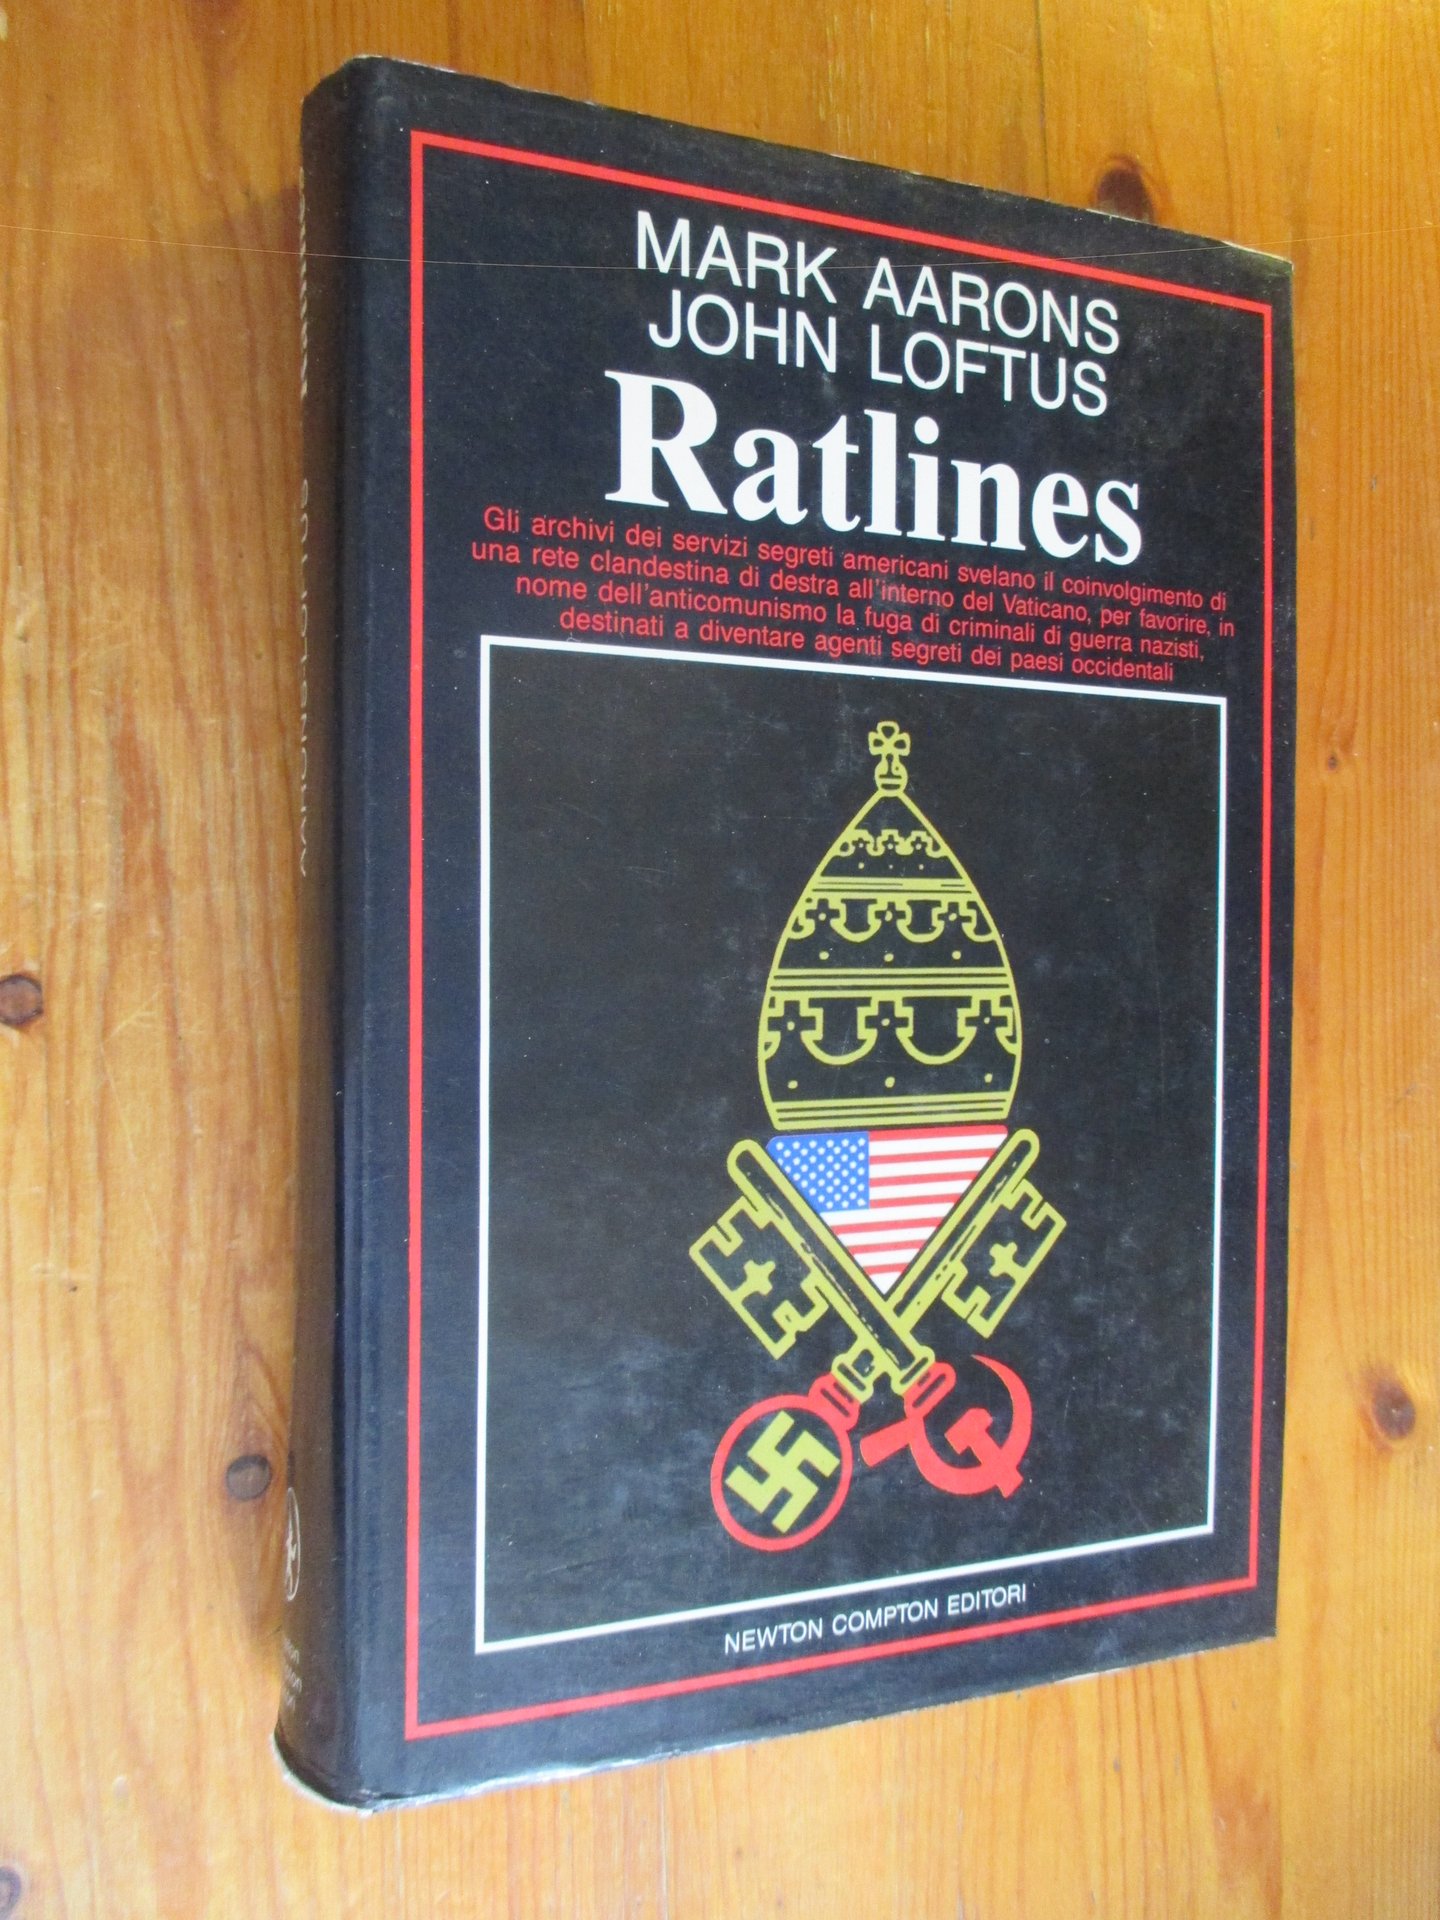 MARK AARONS
JOHN LOFTUS
Ratlines
Gli archivi dei servizi segreti americani svelano il coinvolgimento di
una rete clandestina di destra all'interno del Vaticano, per favorire, in
nome dell'anticomunismo la fuga di criminali di guerra nazisti,
destinati a diventare agenti segreti dei paesi occidentali
NEWTON COMPTON EDITORI
AARONS-LOFTUS